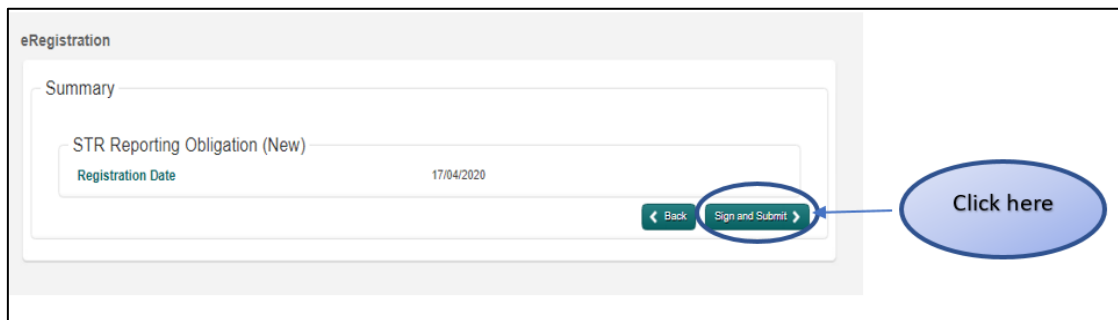 eRegistration
Summary
STR Reporting Obligation (New)
Registration Date 17/04/2020
Back Sign and Submit
Click here